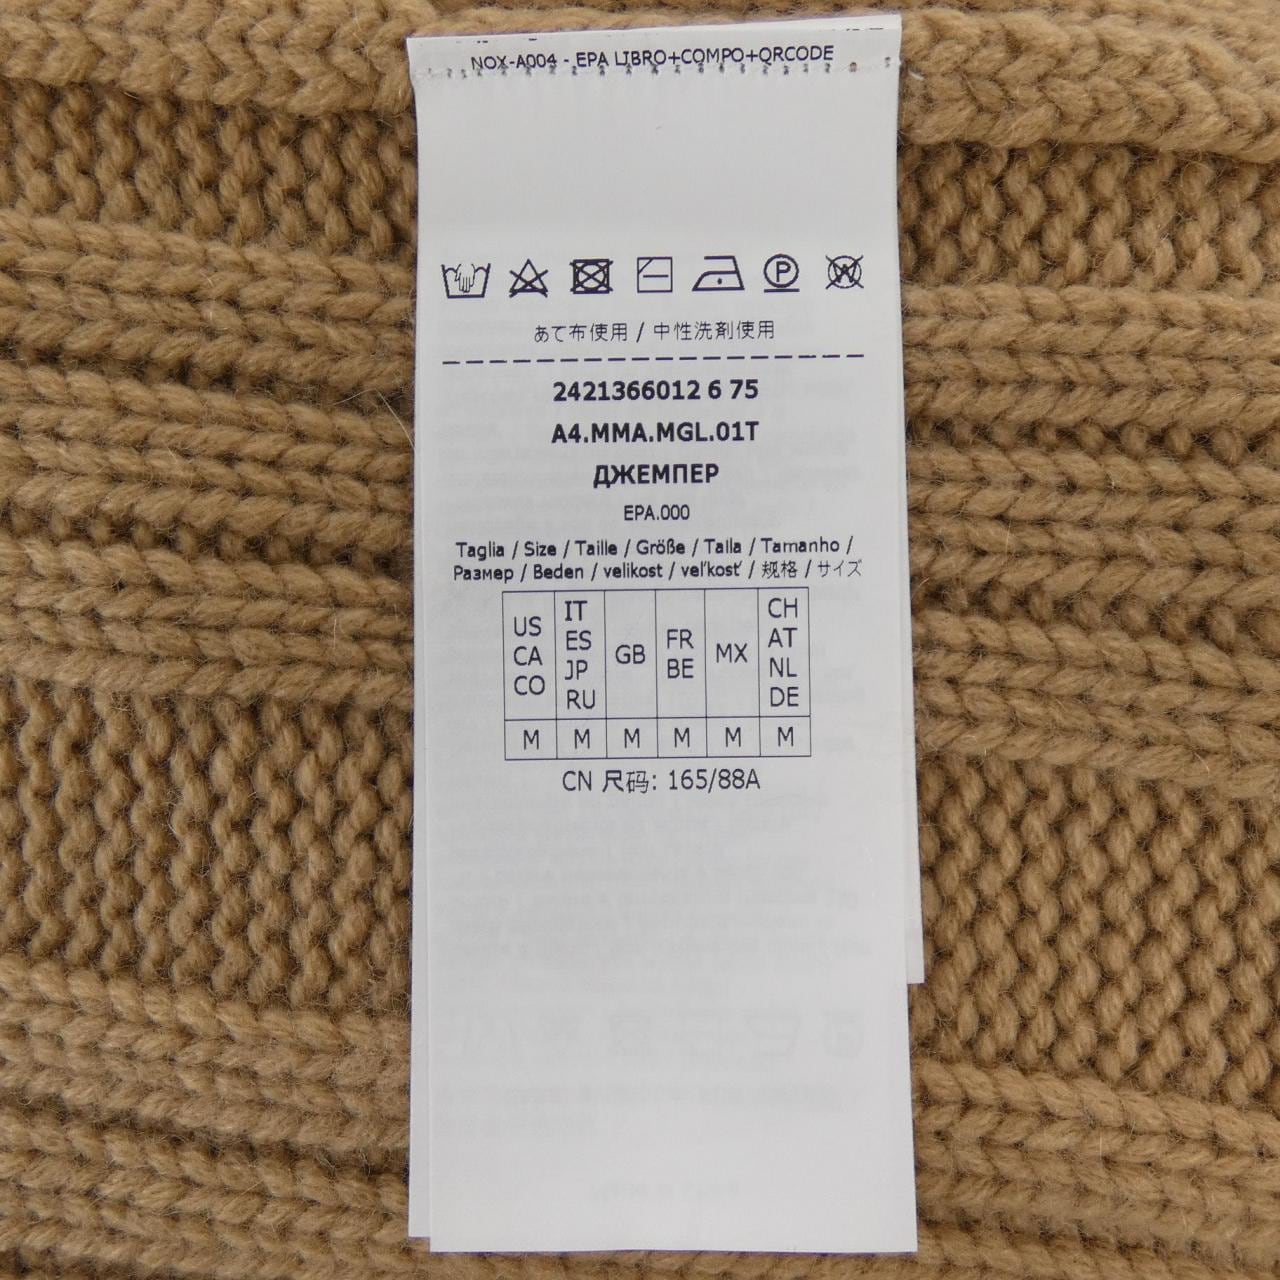 NOX-A004 - EPA LIBRO+COMPO+QRCODE
あて布使用 / 中性洗剤使用
2421366012 6 75
A4.MMA.MGL.01T
ДЖЕМПЕР
EPA.000
Taglia / Size / Taille / Größe / Talla / Tamanho /
Размер / Beden / velikost / veľkosť / 规格 / サイズ
US CA CO IT ES JP RU GB FR BE MX CH AT NL DE
M M M M M M
CN 尺码: 165/88A